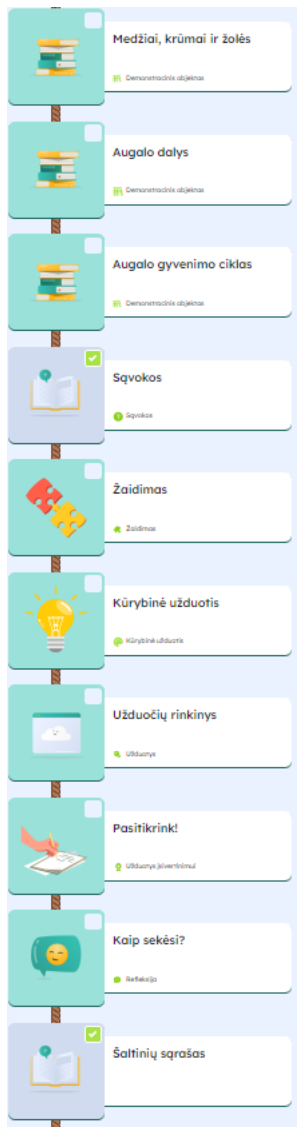 Medžiai, krūmai ir žolės
Demonstracinis objektas
Augalo dalys
Demonstracinis objektas
Augalo gyvenimo ciklas
Demonstracinis objektas
Sąvokos
Sąvokos
Žaidimas
Žaidimas
Kūrybinė užduotis
Kūrybinė užduotis
Užduočių rinkinys
Užduotys
Pasitikrink!
Užduotys įsivertinimui
Kaip sekėsi?
Refleksija
Šaltinių sąrašas